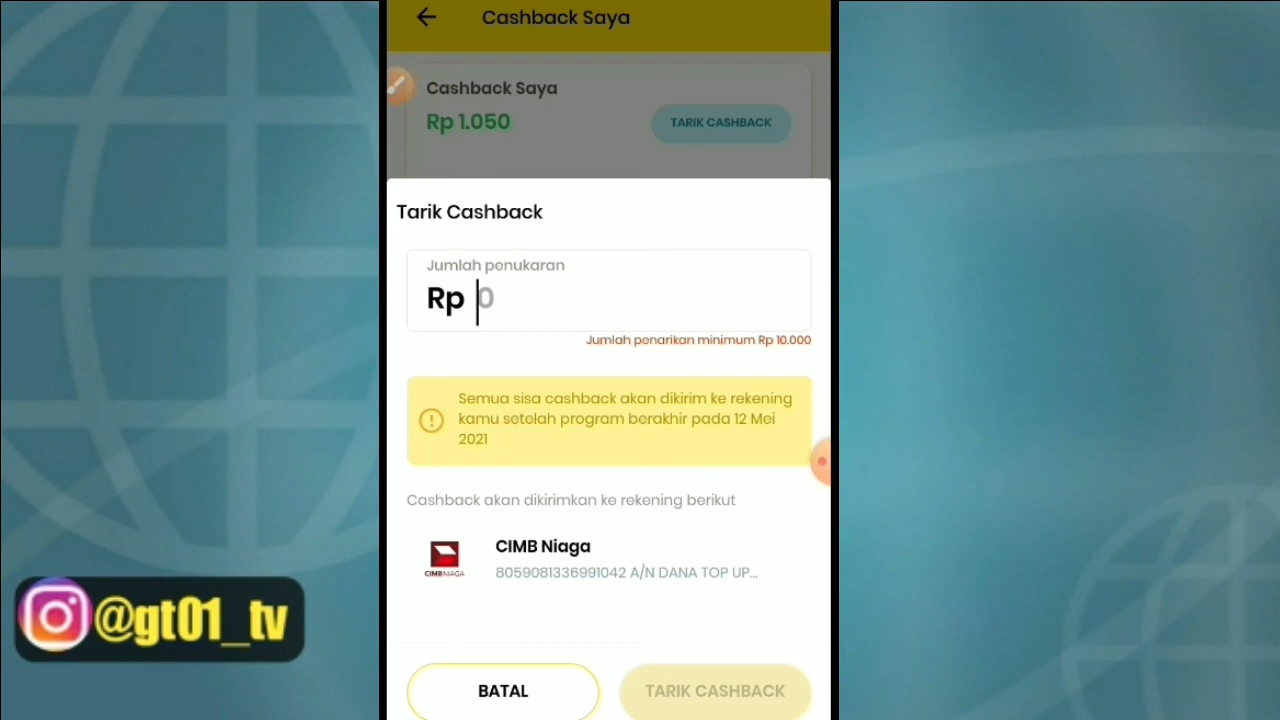 Cashback Saya
Cashback Saya
Rp 1.050
TARIK CASHBACK
Tarik Cashback
Jumlah penukaran
Rp 0
Jumlah penarikan minimum Rp 10.000
Semua sisa cashback akan dikirim ke rekening
kamu setelah program berakhir pada 12 Mei
2021
Cashback akan dikirimkan ke rekening berikut
CIMB Niaga
CIMBNIAGA
8059081336991042 A/N DANA TOP UP...
@gt01_tv
BATAL
TARIK CASHBACK